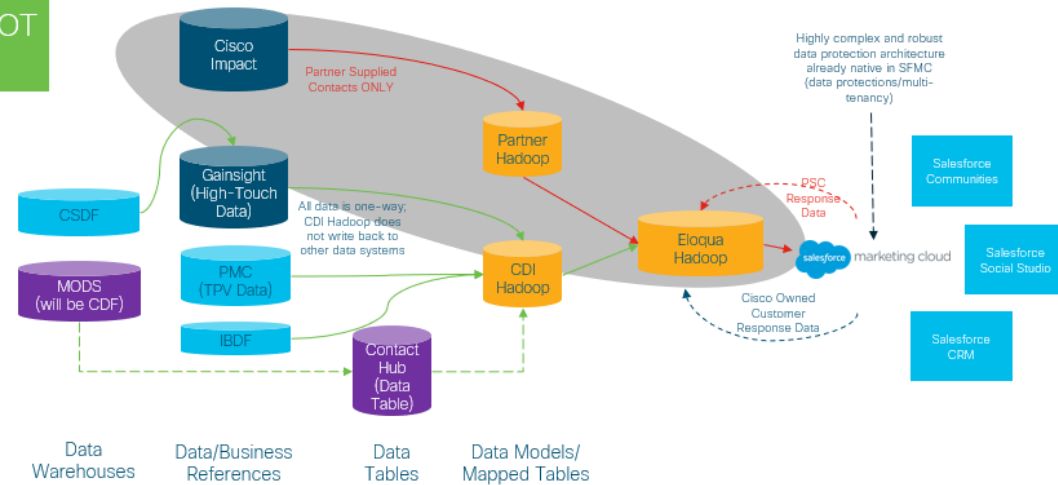 OT
Cisco
Impact
Partner Supplied
Contacts ONLY
Highly complex and robust
data protection architecture
already native in SFMC
(data protections/multi-
tenancy)
Partner
Hadoop
Salesforce
Communities
Gainsight
(High-Touch
Data)
CSDF
All data is one-way;
CDI Hadoop does
not write back to
other data systems
PSC
Response
Data
Eloqua
Hadoop
salesforce marketing cloud
Salesforce
Social Studio
MODS
(will be CDF)
PMC
(TPV Data)
CDI
Hadoop
Cisco Owned
Customer
Response Data
IBDF
Contact
Hub
(Data
Table)
Salesforce
CRM
Data
Warehouses
Data/Business
References
Data
Tables
Data Models/
Mapped Tables